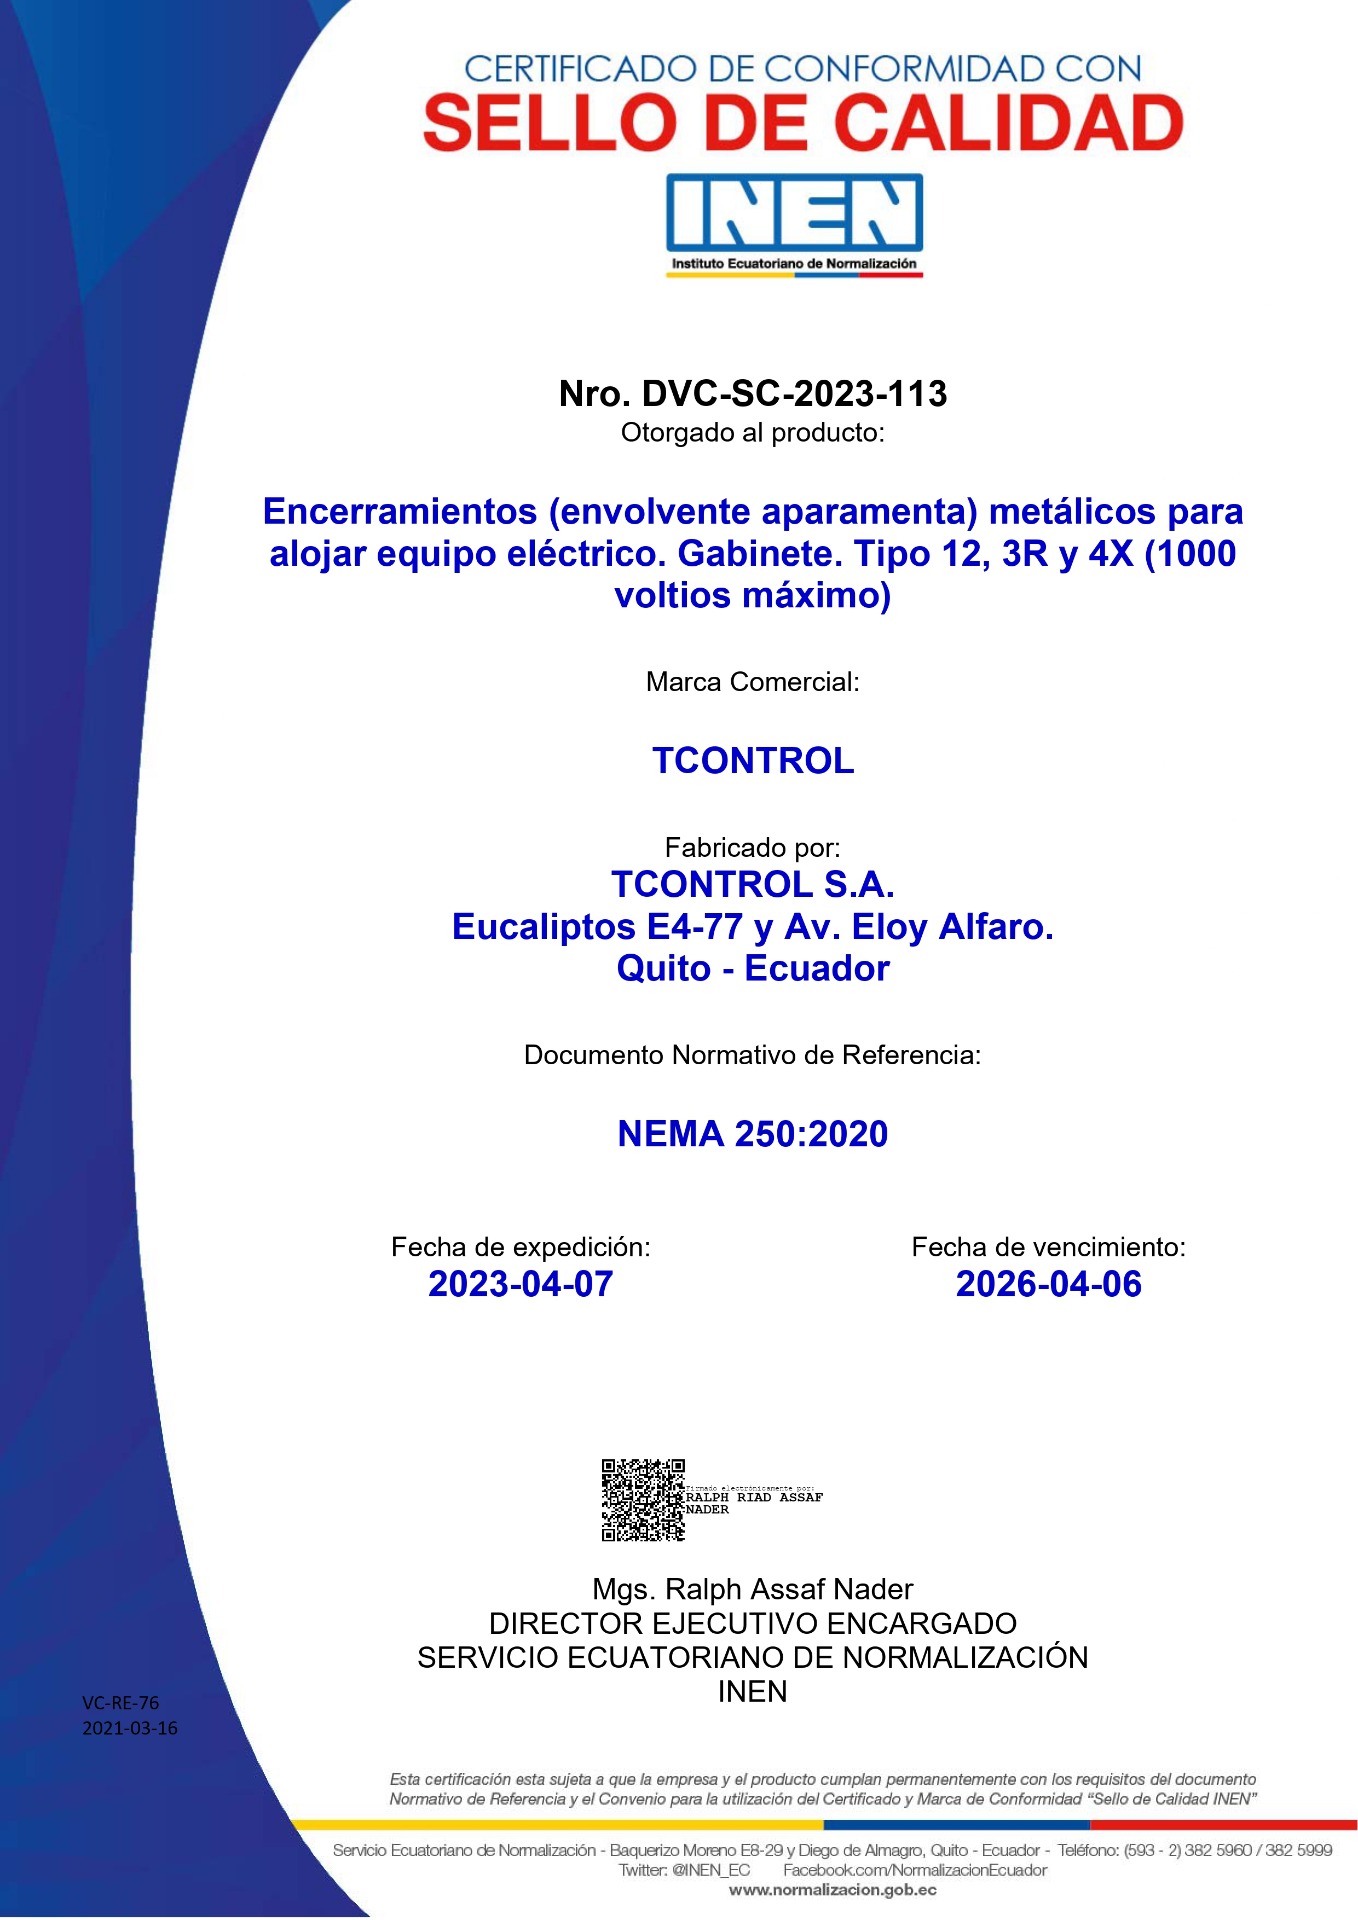 CERTIFICADO DE CONFORMIDAD CON
SELLO DE CALIDAD
INEN
Instituto Ecuatoriano de Normalización
Nro. DVC-SC-2023-113
Otorgado al producto:
Encerramientos (envolvente aparamenta) metálicos para
alojar equipo eléctrico. Gabinete. Tipo 12, 3R y 4X (1000
voltios máximo)
Marca Comercial:
TCONTROL
Fabricado por:
TCONTROL S.A.
Eucaliptos E4-77 y Av. Eloy Alfaro.
Quito - Ecuador
Documento Normativo de Referencia:
NEMA 250:2020
Fecha de expedición: Fecha de vencimiento:
2023-04-07 2026-04-06
Firmado electrónicamente por:
RALPH RIAD ASSAF
NADER
Mgs. Ralph Assaf Nader
DIRECTOR EJECUTIVO ENCARGADO
SERVICIO ECUATORIANO DE NORMALIZACIÓN
INEN
VC-RE-76
2021-03-16
Esta certificación esta sujeta a que la empresa y el producto cumplan permanentemente con los requisitos del documento
Normativo de Referencia y el Convenio para la utilización del Certificado y Marca de Conformidad “Sello de Calidad INEN”
Servicio Ecuatoriano de Normalización - Baquerizo Moreno E8-29 y Diego de Almagro, Quito - Ecuador - Teléfono: (593 - 2) 382 5960 / 382 5999
Twitter: @INEN_EC Facebook.com/NormalizacionEcuador
www.normalizacion.gob.ec